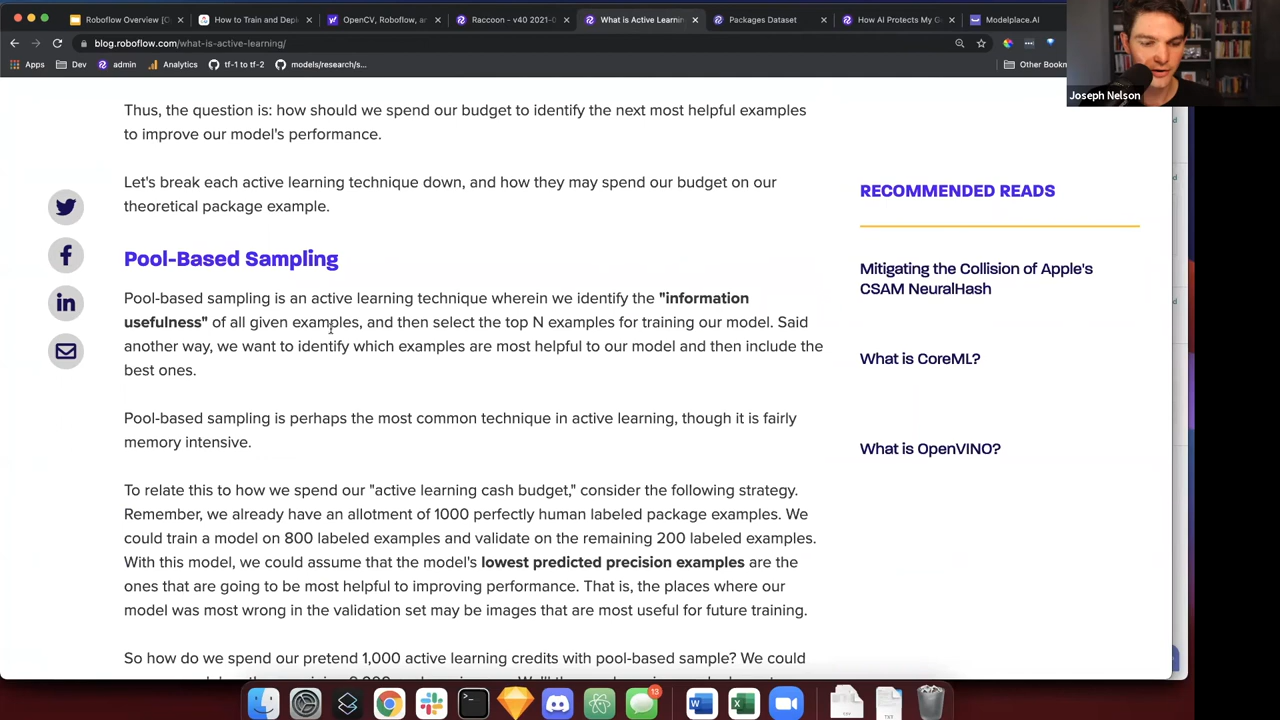 Roboflow Overview [O
How to Train and Depl
OpenCV, Roboflow, ar
Raccoon - v40 2021-0
What is Active Learnin
Packages Dataset
How AI Protects My G
Modelplace.AI
blog.roboflow.com/what-is-active-learning/
Apps
Dev
admin
Analytics
tf-1 to tf-2
models/research/s...
Other Bookm
Joseph Nelson
Thus, the question is: how should we spend our budget to identify the next most helpful examples
to improve our model's performance.
Let's break each active learning technique down, and how they may spend our budget on our
theoretical package example.
Pool-Based Sampling
Pool-based sampling is an active learning technique wherein we identify the "information
usefulness" of all given examples, and then select the top N examples for training our model. Said
another way, we want to identify which examples are most helpful to our model and then include the
best ones.
Pool-based sampling is perhaps the most common technique in active learning, though it is fairly
memory intensive.
To relate this to how we spend our "active learning cash budget," consider the following strategy.
Remember, we already have an allotment of 1000 perfectly human labeled package examples. We
could train a model on 800 labeled examples and validate on the remaining 200 labeled examples.
With this model, we could assume that the model's lowest predicted precision examples are the
ones that are going to be most helpful to improving performance. That is, the places where our
model was most wrong in the validation set may be images that are most useful for future training.
So how do we spend our pretend 1,000 active learning credits with pool-based sample? We could
RECOMMENDED READS
Mitigating the Collision of Apple's
CSAM NeuralHash
What is CoreML?
What is OpenVINO?
13